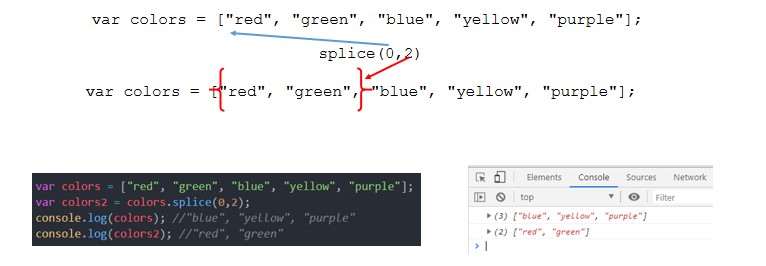 var colors = ["red", "green", "blue", "yellow", "purple"];
splice(0,2)
var colors = ["red", "green", "blue", "yellow", "purple"];
var colors = ["red", "green", "blue", "yellow", "purple"];
var colors2 = colors.splice(0,2);
console.log(colors); //"blue", "yellow", "purple"
console.log(colors2); //"red", "green"
Elements Console Sources Network
top Filter
(3) ["blue", "yellow", "purple"]
(2) ["red", "green"]